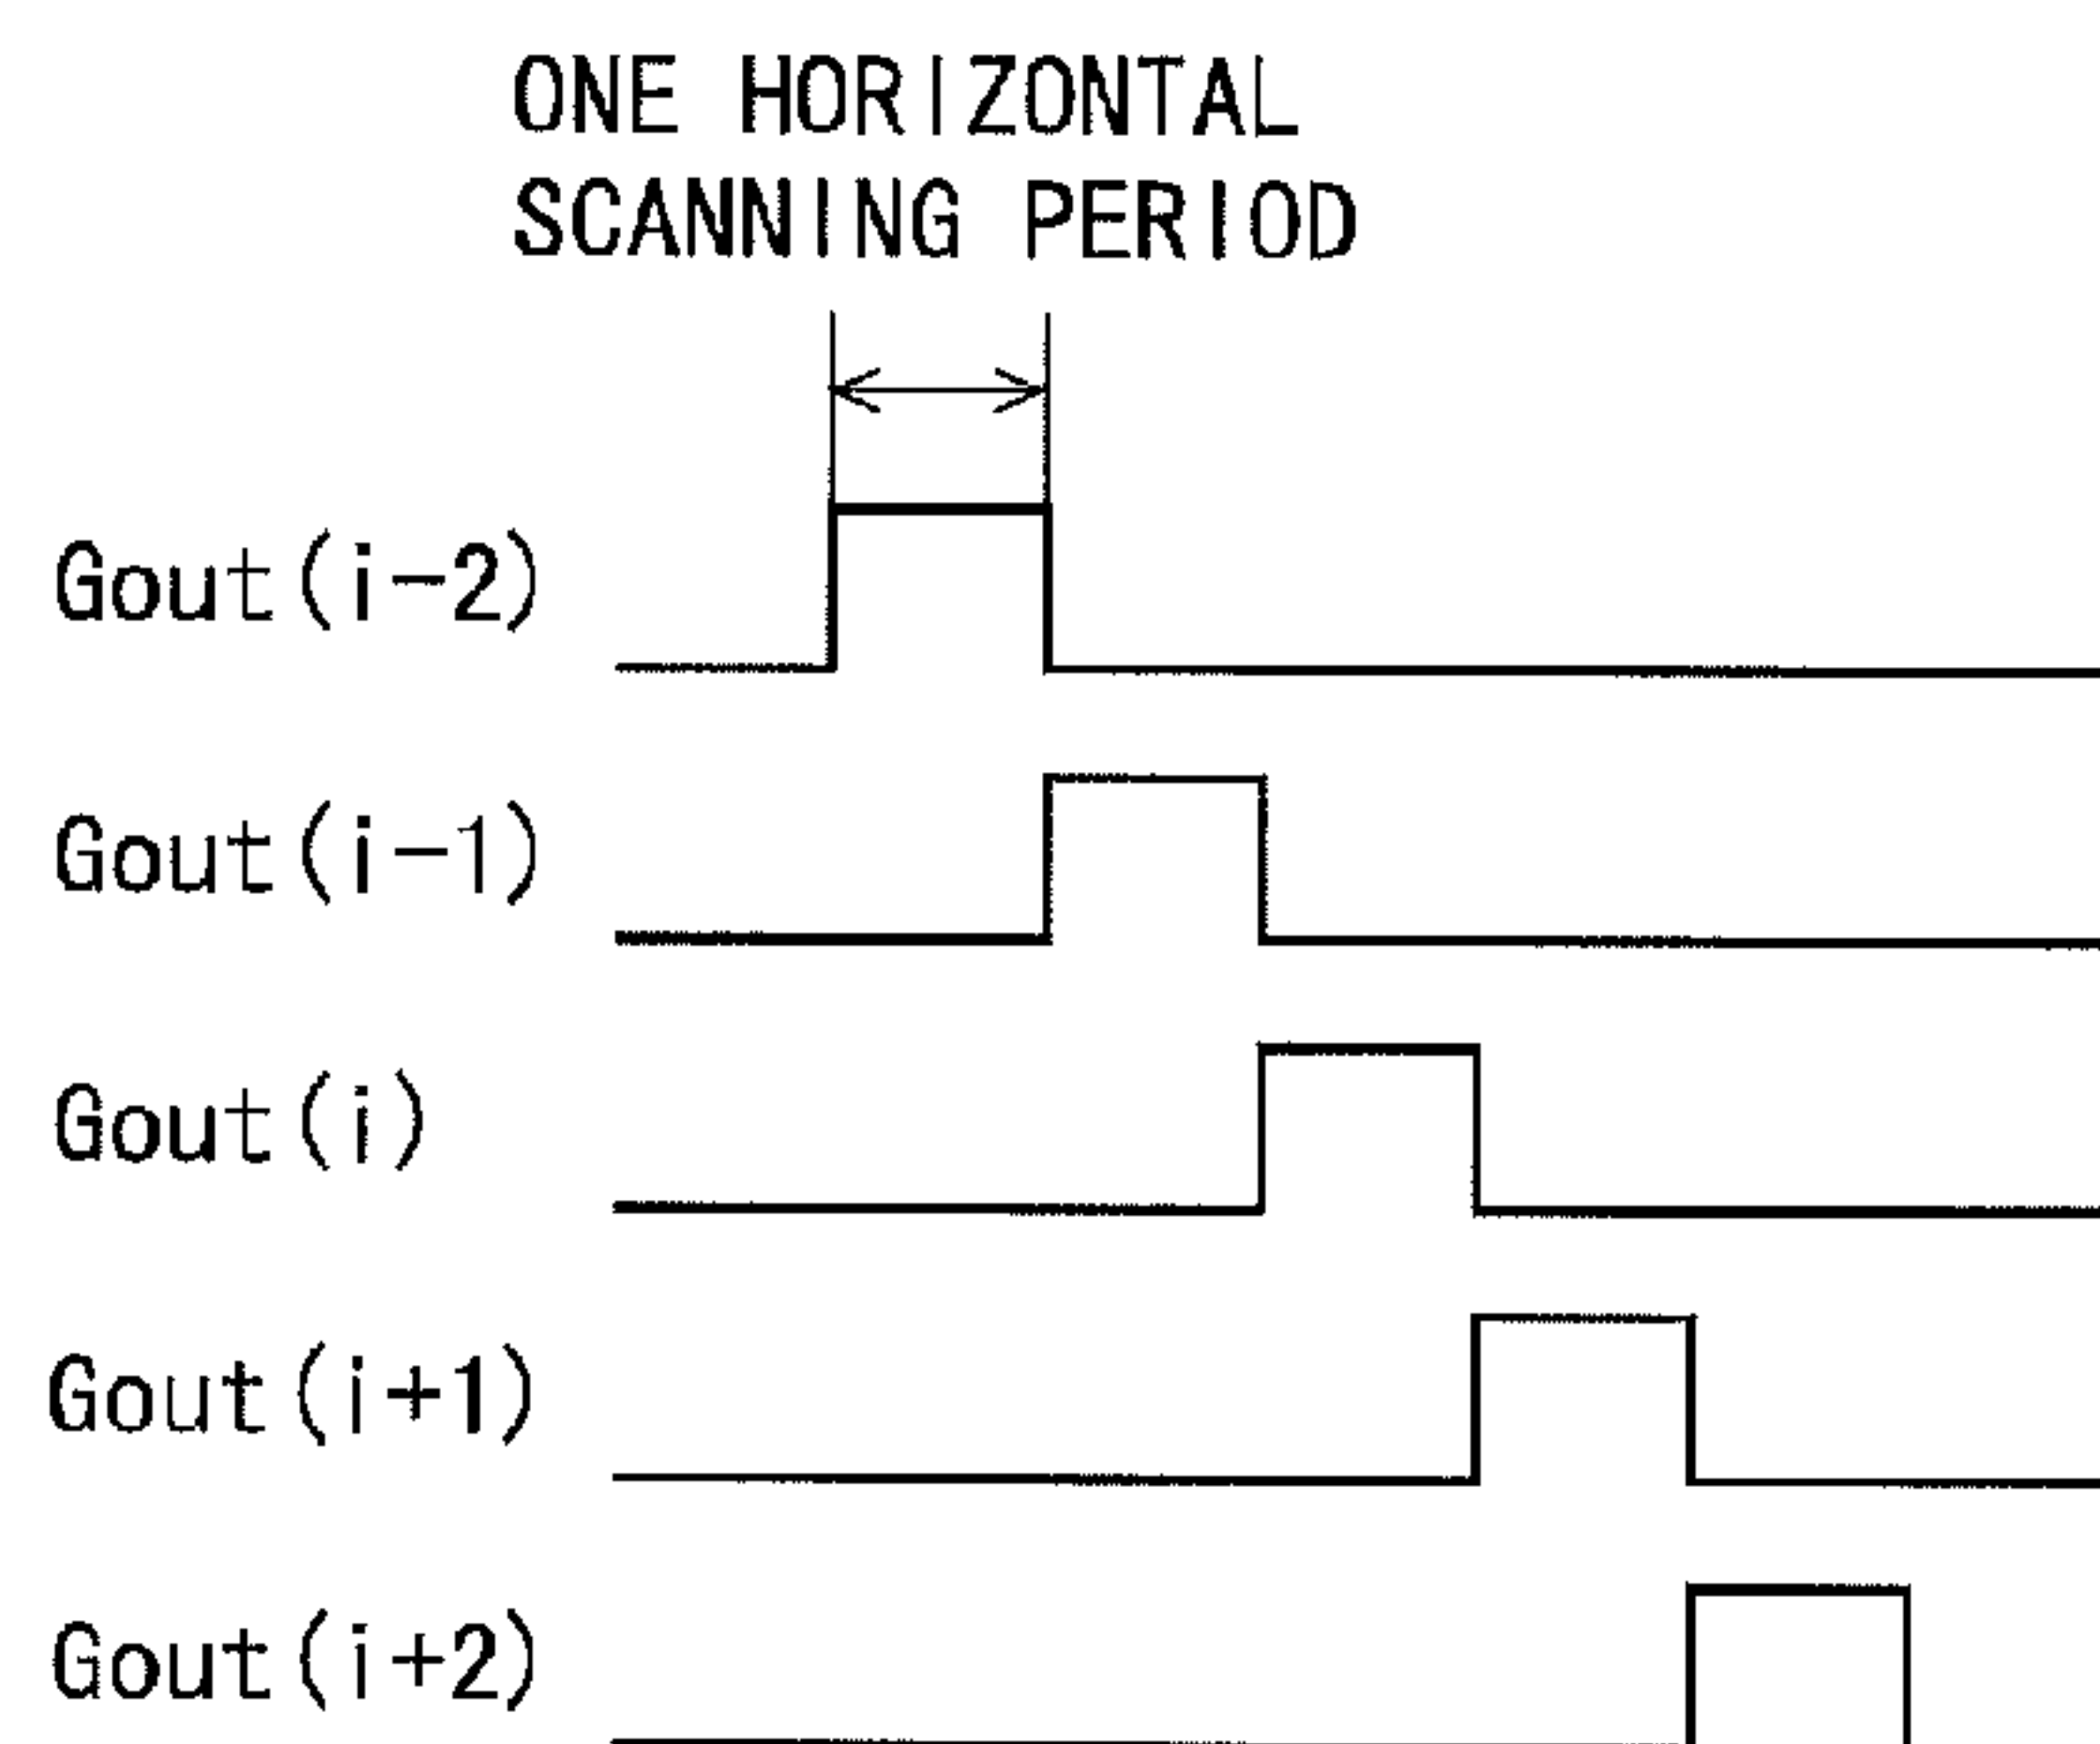 ONE HORIZONTAL
SCANNING PERIOD
Gout(i-2)
Gout(i-1)
Gout(i)
Gout(i+1)
Gout(i+2)